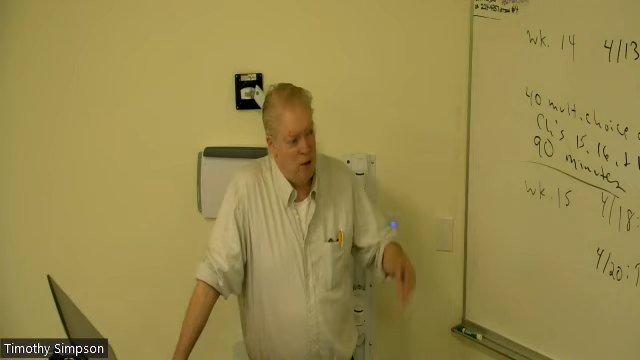 wk. 14 4/13
40 mult. choice
Ch's 15, 16, +
90 minutes
wk. 15 4/18:
4/20:
Timothy Simpson